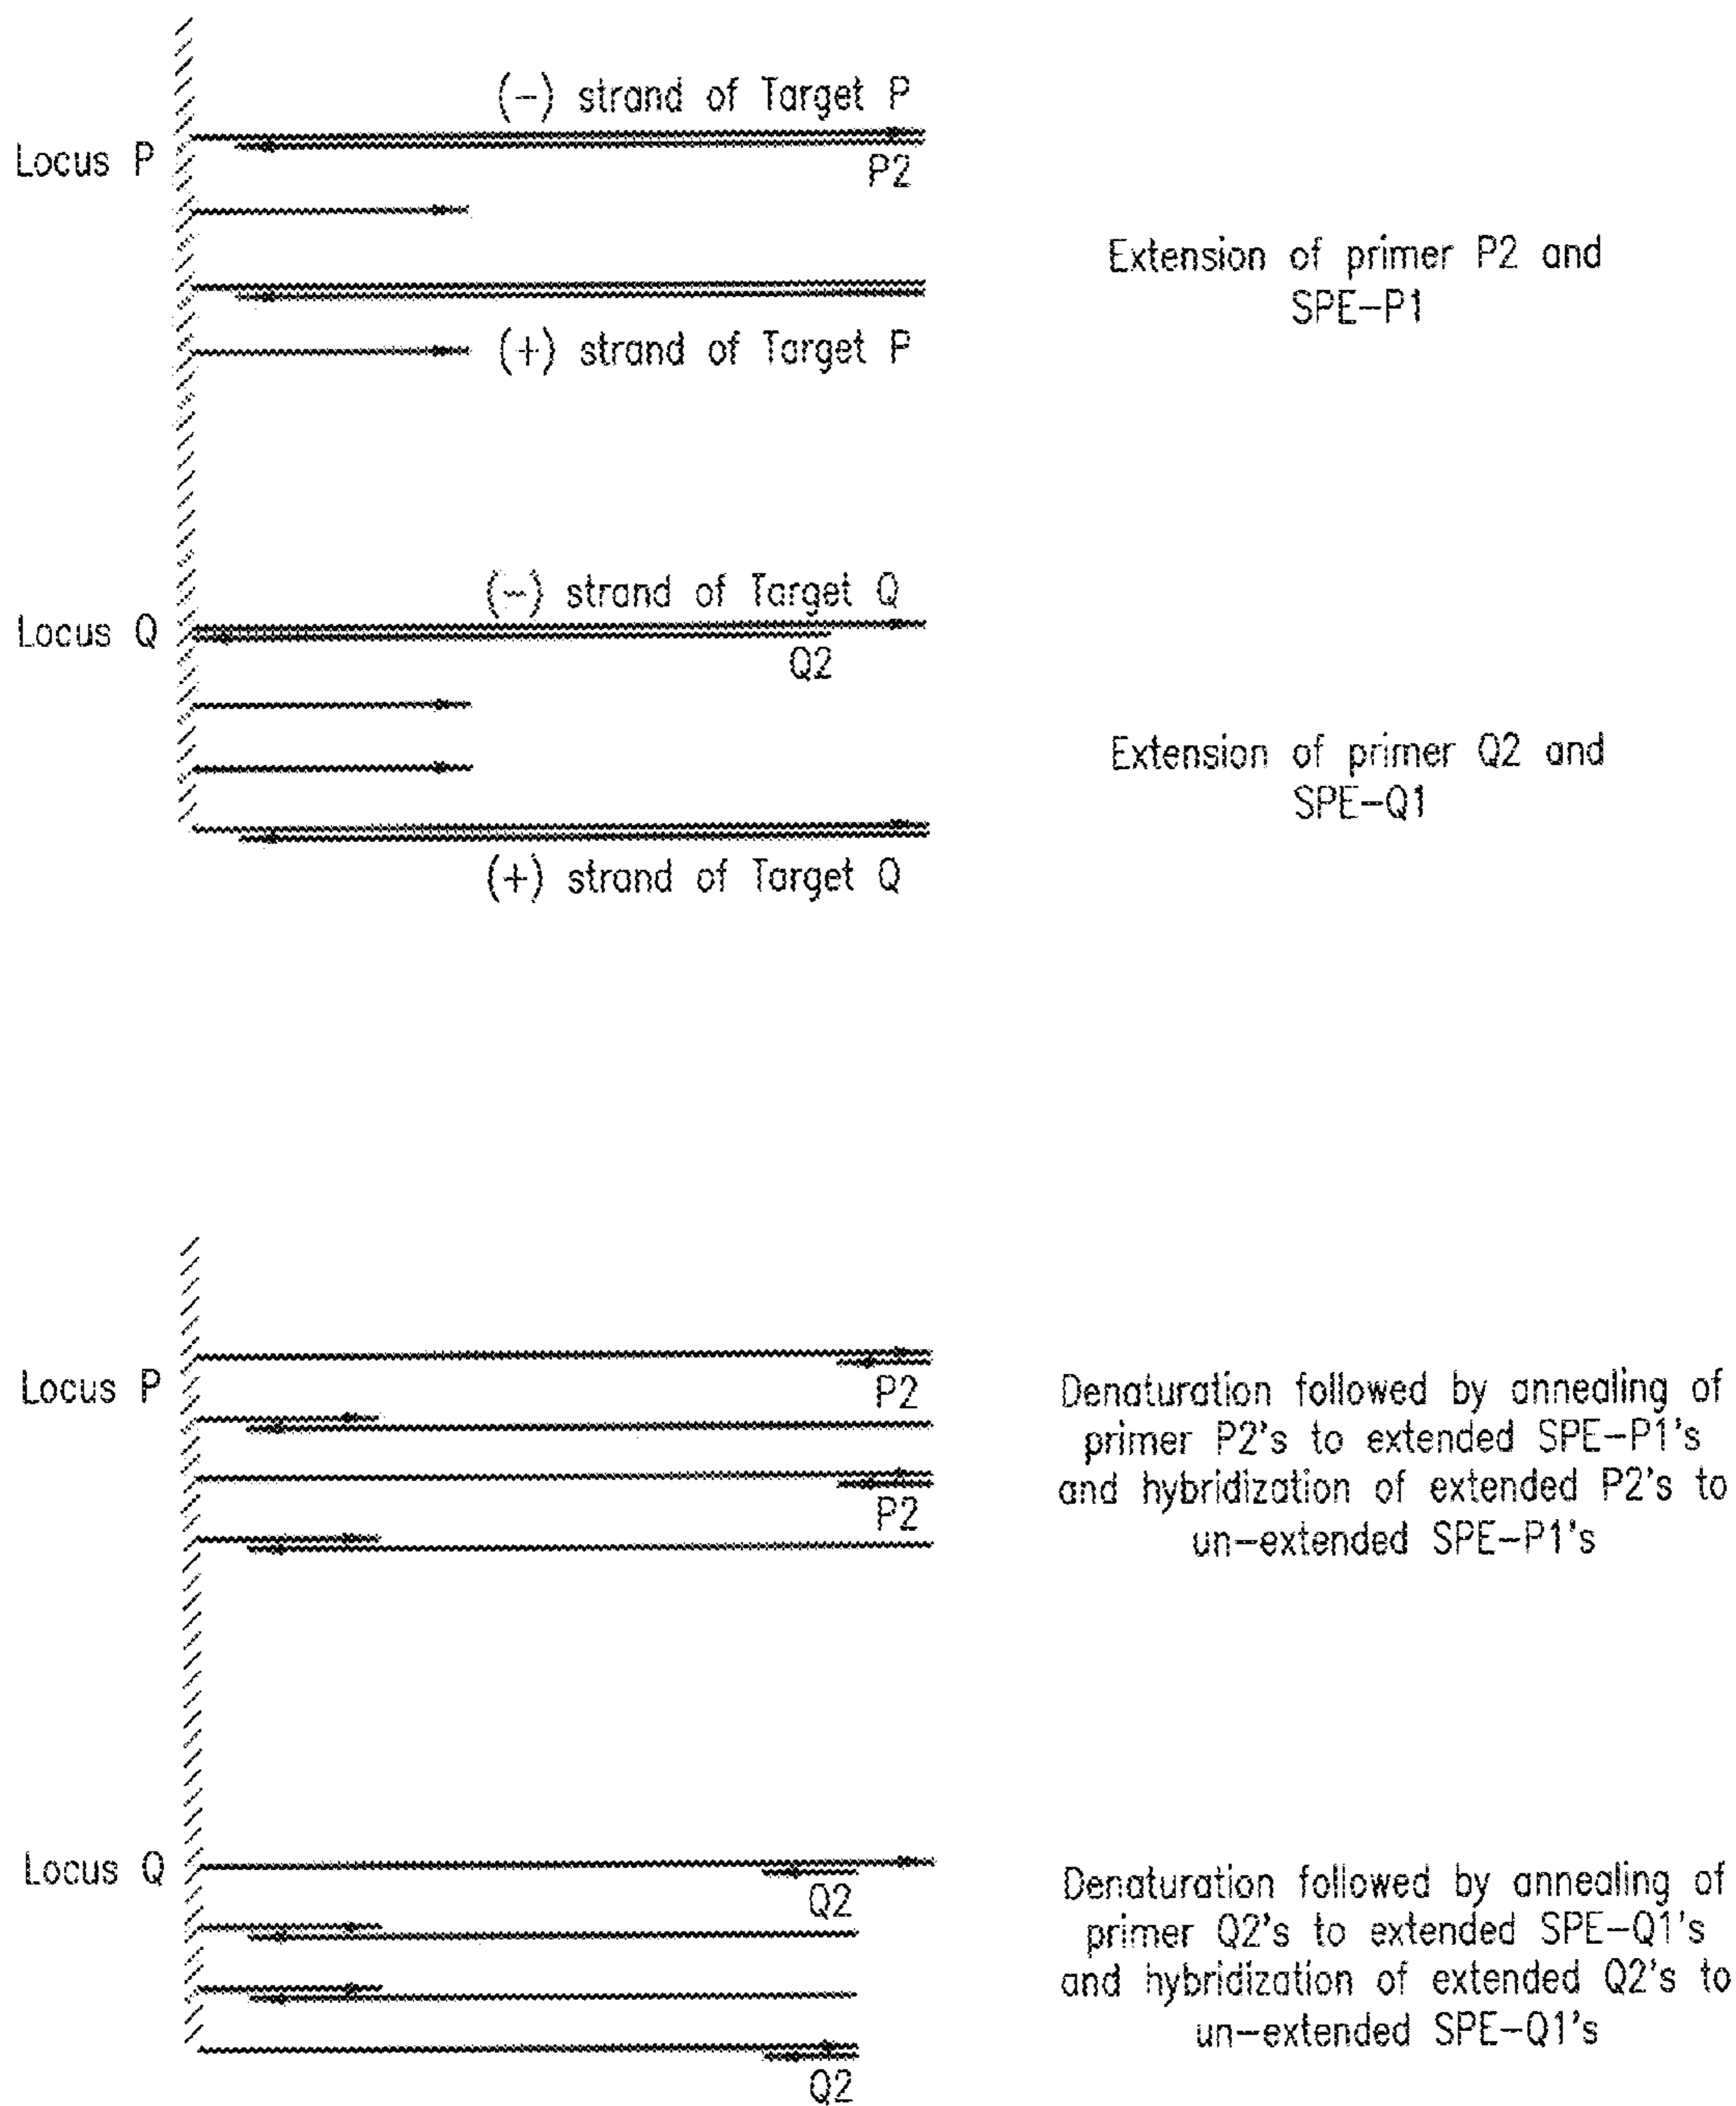 (-) strand of Target P
Locus P
P2
Extension of primer P2 and
SPE-P1
(+) strand of Target P
(-) strand of Target Q
Locus Q
Q2
Extension of primer Q2 and
SPE-Q1
(+) strand of Target Q
Locus P
P2
P2
Denaturation followed by annealing of
primer P2's to extended SPE-P1's
and hybridization of extended P2's to
un-extended SPE-P1's
Locus Q
Q2
Q2
Denaturation followed by annealing of
primer Q2's to extended SPE-Q1's
and hybridization of extended Q2's to
un-extended SPE-Q1's